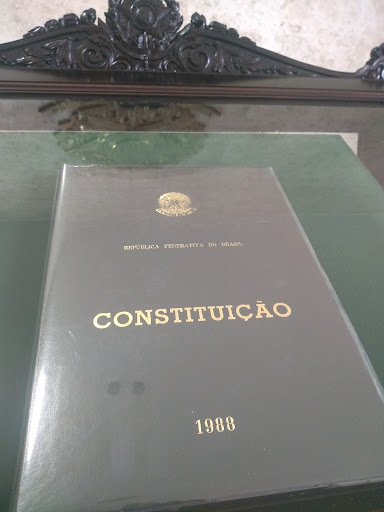 REPÚBLICA FEDERATIVA DO BRASIL
CONSTITUIÇÃO
1988